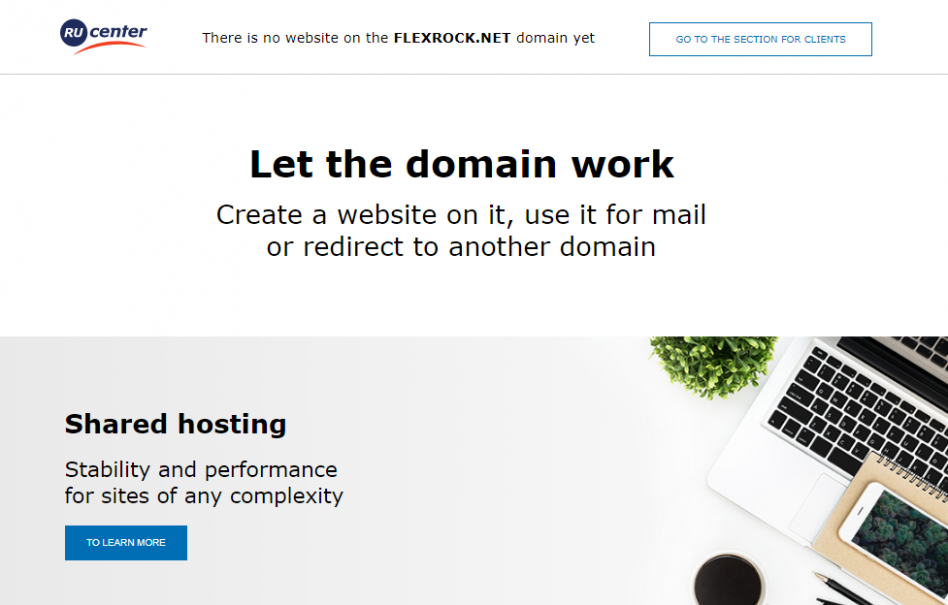 RU center
There is no website on the FLEXROCK.NET domain yet
GO TO THE SECTION FOR CLIENTS
Let the domain work
Create a website on it, use it for mail
or redirect to another domain
Shared hosting
Stability and performance
for sites of any complexity
TO LEARN MORE